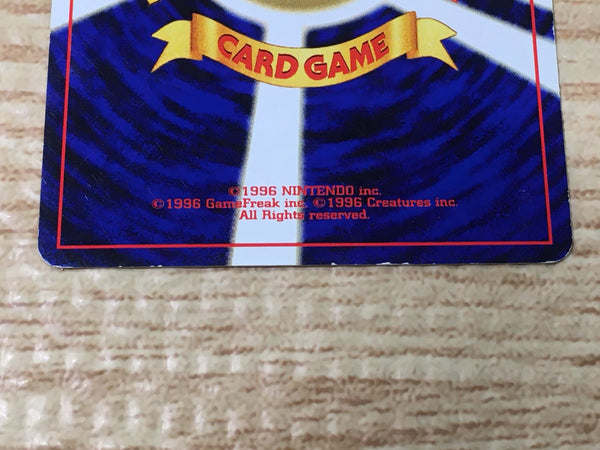 CARD GAME
©1996 NINTENDO inc.
©1996 GameFreak inc. ©1996 Creatures inc.
All Rights reserved.